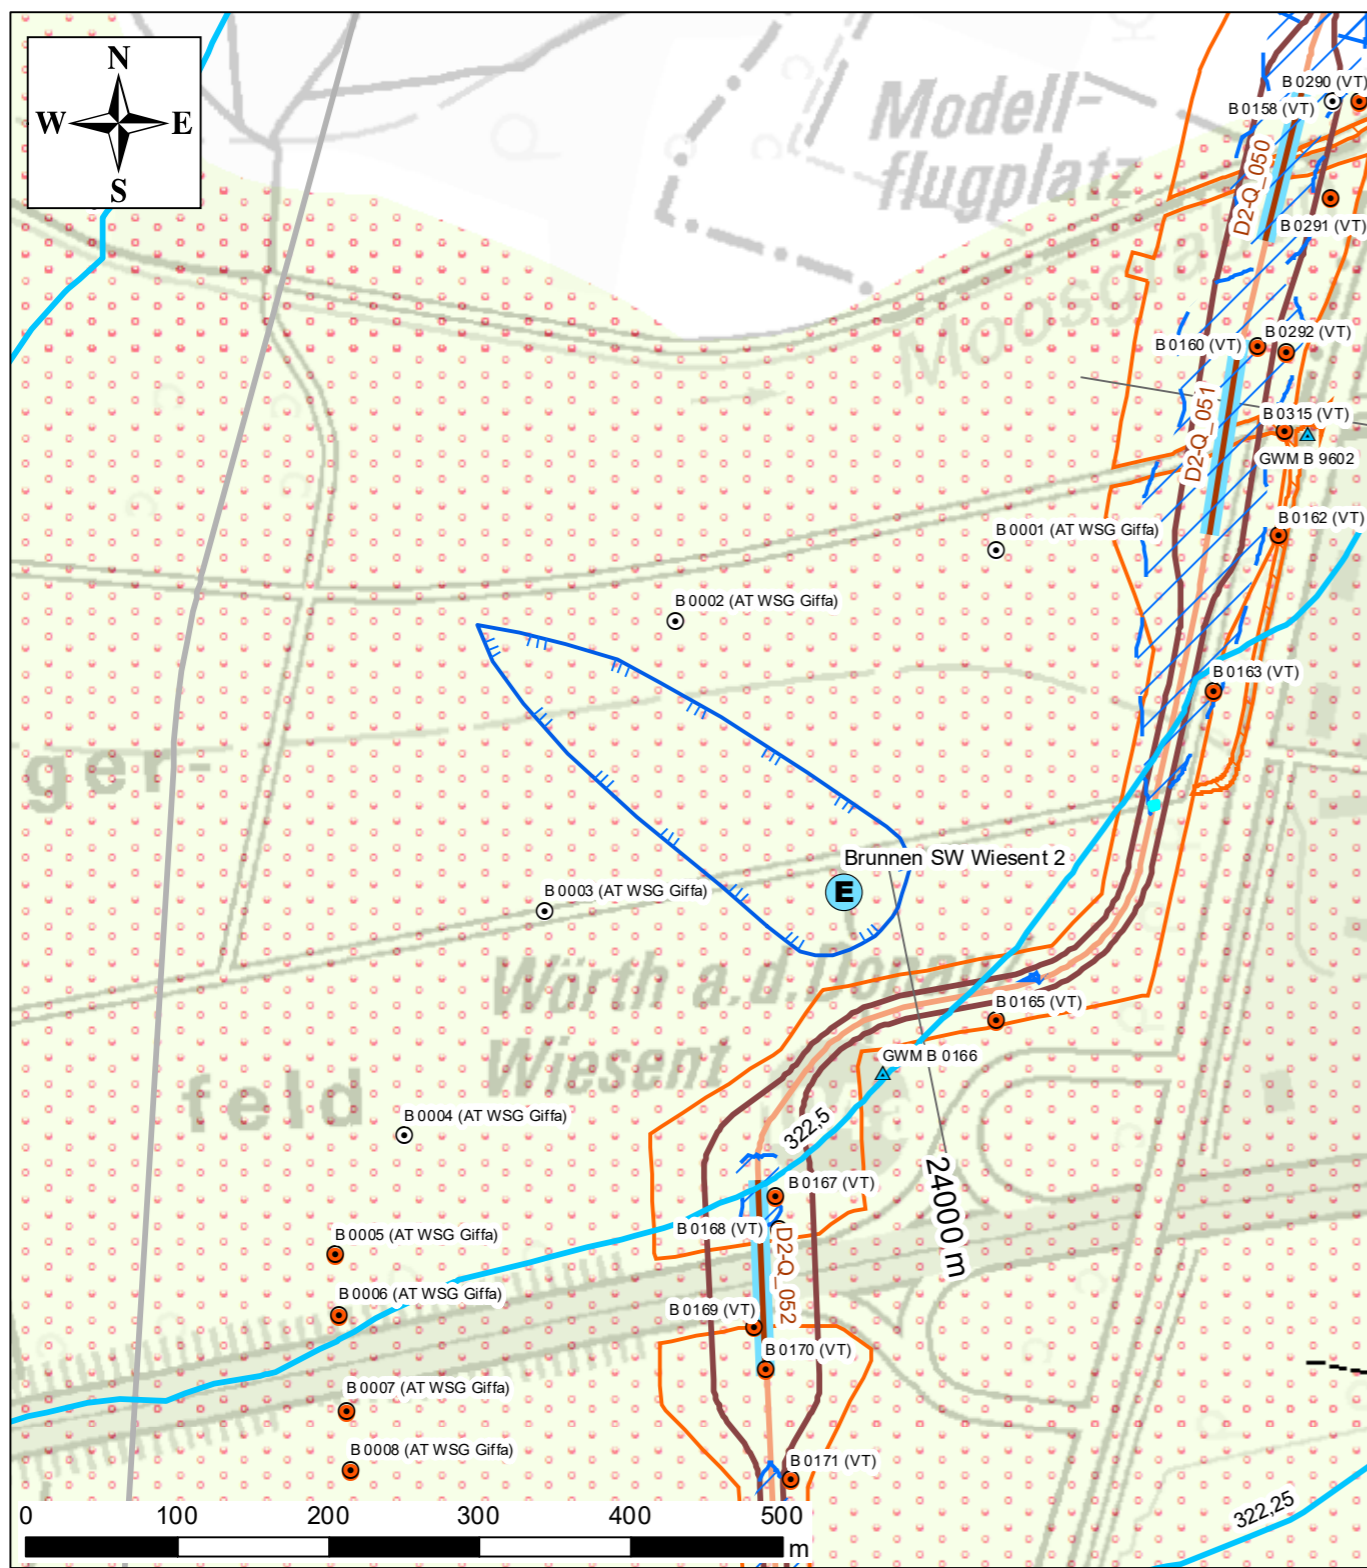 N
W E
S
Modell-
flugplatz
B 0290 (VT)
B 0158 (VT)
D2-Q_050
B 0291 (VT)
B 0292 (VT)
B 0160 (VT)
D2-Q_051
B 0315 (VT)
GWM B 9602
B 0162 (VT)
B 0001 (AT WSG Giffa)
B 0002 (AT WSG Giffa)
B 0163 (VT)
ger-
Brunnen SW Wiesent 2
E
B 0003 (AT WSG Giffa)
Wörth a.d.
Wiesent
B 0165 (VT)
GWM B 0166
feld
B 0004 (AT WSG Giffa)
322,5
24000 m
B 0167 (VT)
B 0168 (VT)
D2-Q_052
B 0005 (AT WSG Giffa)
B 0006 (AT WSG Giffa)
B 0169 (VT)
B 0170 (VT)
B 0007 (AT WSG Giffa)
B 0008 (AT WSG Giffa)
B 0171 (VT)
322,25
0 100 200 300 400 500
m